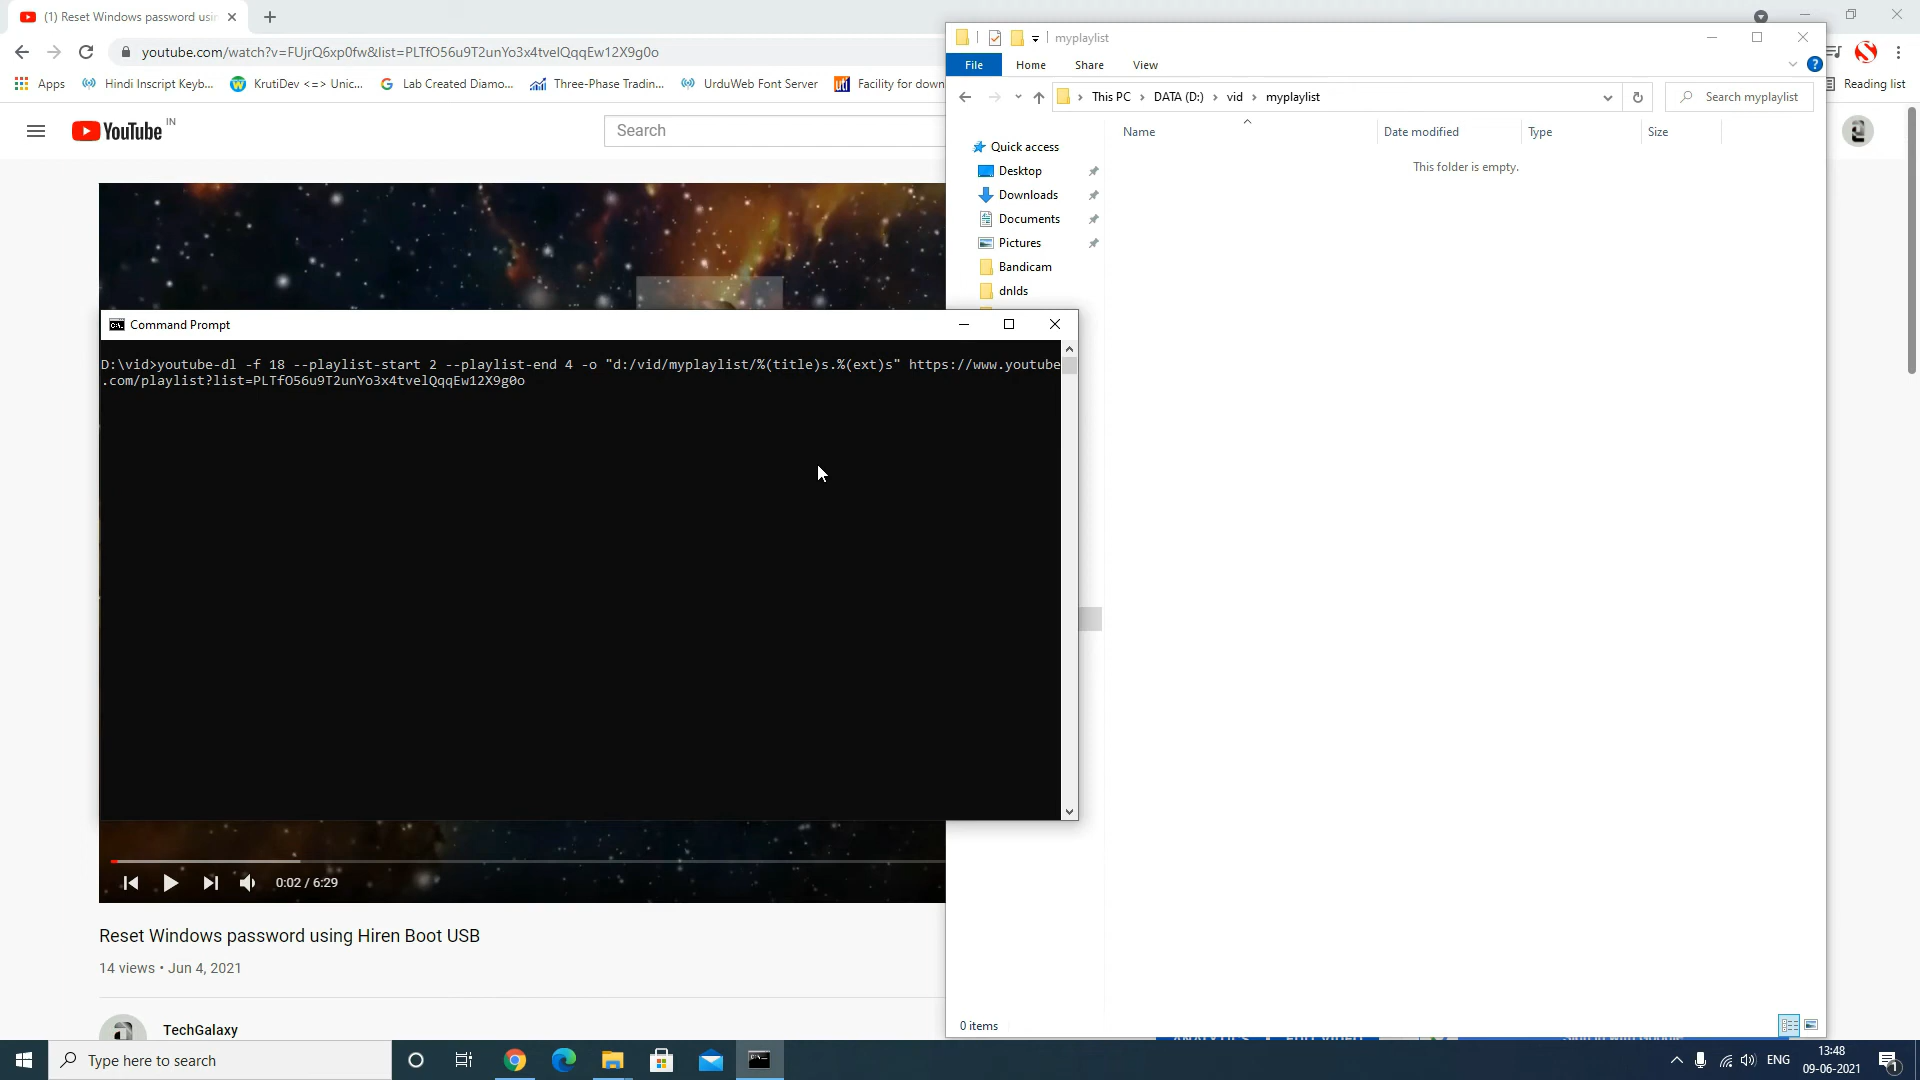 (1) Reset Windows password usin
youtube.com/watch?v=FUjrQ6xp0fw&list=PLTfO56u9T2unYo3x4tvelQqqEw12X9g0o
Apps
Hindi Inscript Keyb...
KrutiDev <=> Unic...
Lab Created Diamo...
Three-Phase Tradin...
UrduWeb Font Server
Facility for down
Reading list
YouTube IN
Search
myplaylist
File
Home
Share
View
This PC > DATA (D:) > vid > myplaylist
Search myplaylist
Name
Date modified
Type
Size
This folder is empty.
Quick access
Desktop
Downloads
Documents
Pictures
Bandicam
dnlds
Command Prompt
D:\vid>youtube-dl -f 18 --playlist-start 2 --playlist-end 4 -o "d:/vid/myplaylist/%(title)s.%(ext)s" https://www.youtube
.com/playlist?list=PLTfO56u9T2unYo3x4tvelQqqEw12X9g0o
0:02 / 6:29
Reset Windows password using Hiren Boot USB
14 views • Jun 4, 2021
TechGalaxy
0 items
Type here to search
ENG
13:48
09-06-2021
1